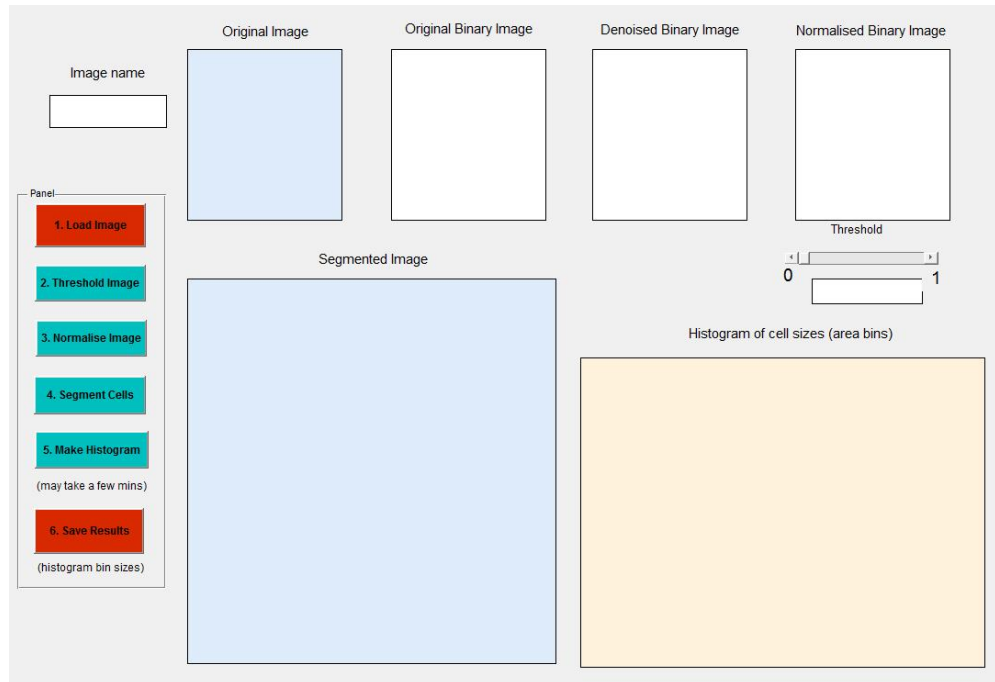 Original Image
Original Binary Image
Denoised Binary Image
Normalised Binary Image
Image name
Panel
1. Load Image
2. Threshold Image
3. Normalise Image
4. Segment Cells
5. Make Histogram
(may take a few mins)
6. Save Results
(histogram bin sizes)
Segmented Image
Threshold
0
1
Histogram of cell sizes (area bins)